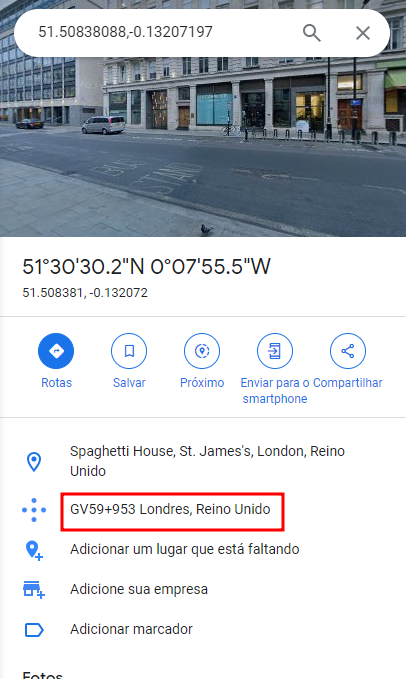 51.50838088,-0.13207197
51°30'30.2"N 0°07'55.5"W
51.508381, -0.132072
Rotas
Salvar
Próximo
Enviar para o smartphone
Compartilhar
Spaghetti House, St. James's, London, Reino
Unido
GV59+953 Londres, Reino Unido
Adicionar um lugar que está faltando
Adicione sua empresa
Adicionar marcador
Fotos